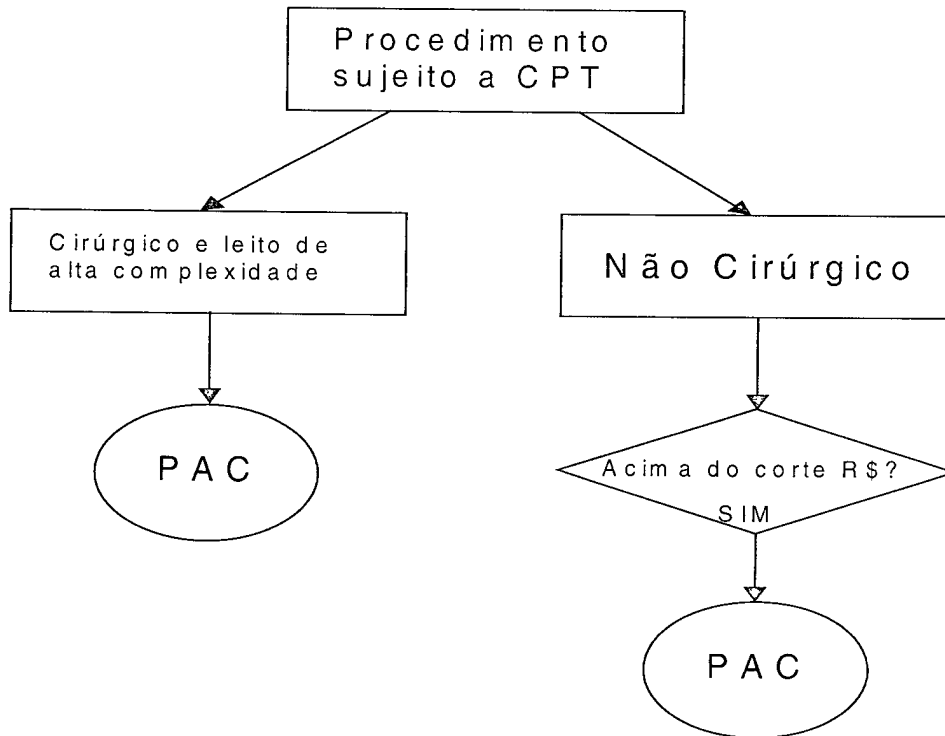 Procedimento
sujeito a CPT
Cirúrgico e leito de
alta complexidade
Não Cirúrgico
PAC
Acima do corte R$?
SIM
PAC